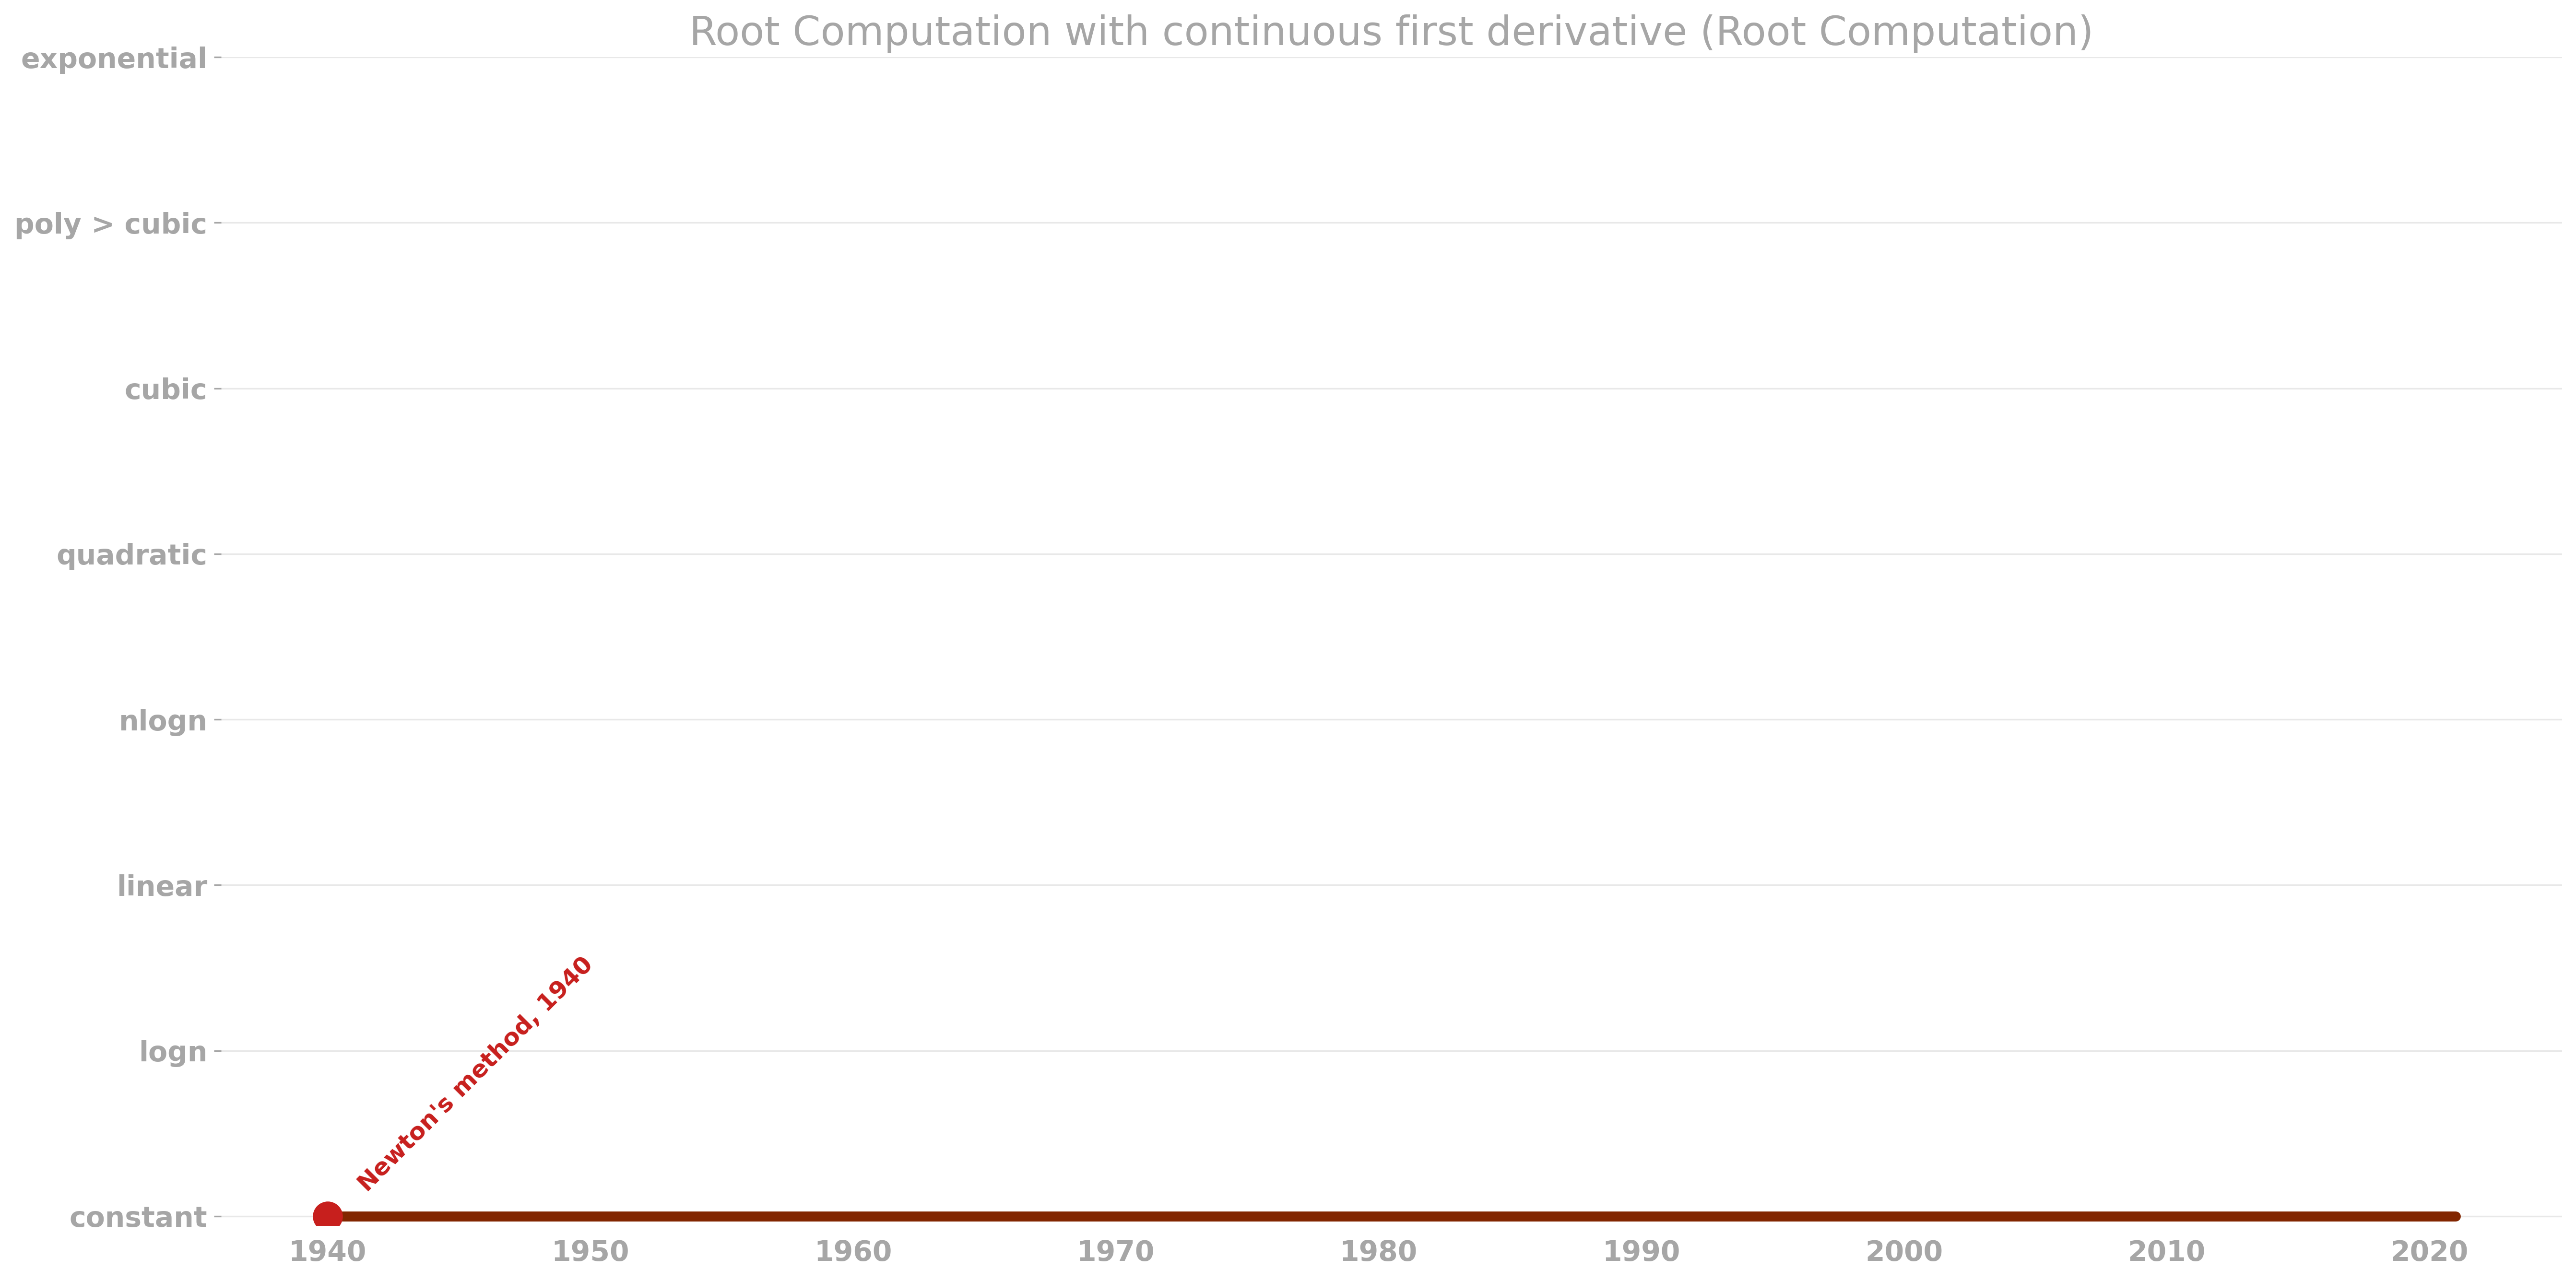 Root Computation with continuous first derivative (Root Computation)
exponential
poly > cubic
cubic
quadratic
nlogn
linear
logn
constant
Newton's method, 1940
1940 1950 1960 1970 1980 1990 2000 2010 2020